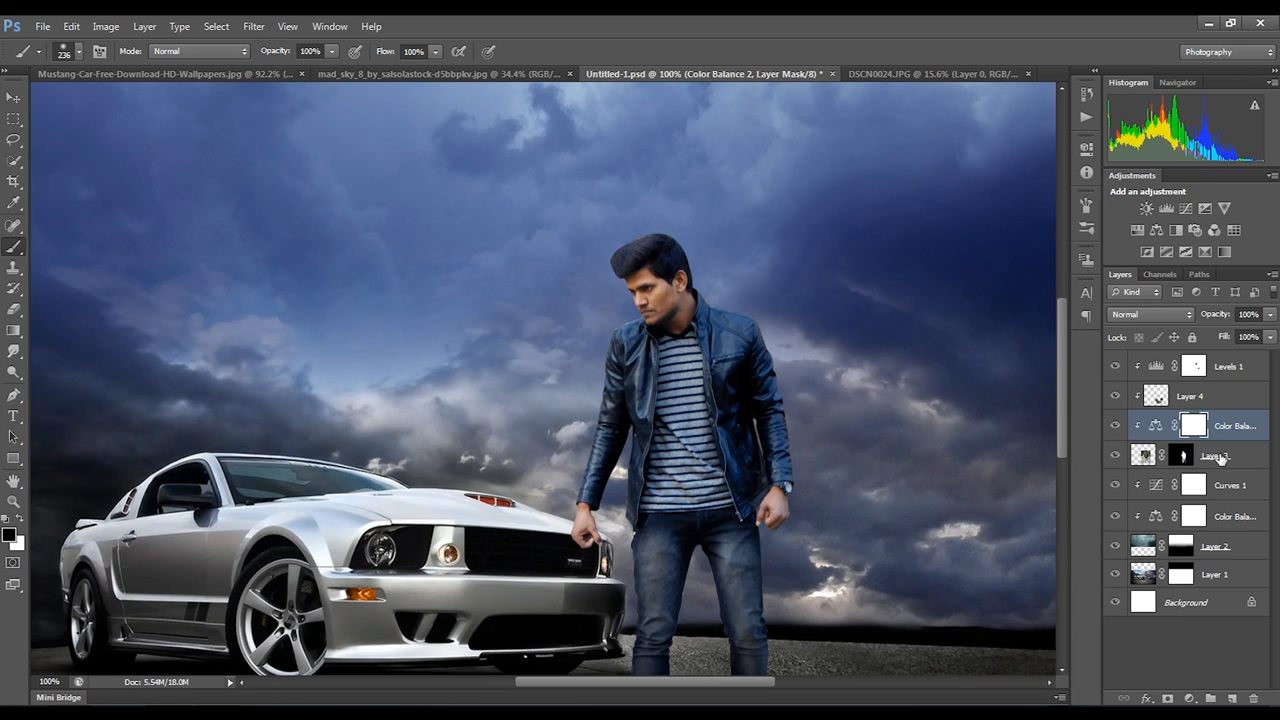 Ps File Edit Image Layer Type Select Filter View Window Help
236 Mode: Normal Opacity: 100% Flow: 100% Photography
Mustang-Car-Free-Download-HD-Wallpapers.jpg @ 92.2% (... × mad_sky_8_by_salsolastock-d5bbpkv.jpg @ 34.4% (RGB/... × Untitled-1.psd @ 100% (Color Balance 2, Layer Mask/8) * × DSCN0024.JPG @ 15.6% (Layer 0, RGB/... ×
Histogram Navigator
Adjustments
Add an adjustment
Layers Channels Paths
Kind
Normal Opacity: 100%
Lock: Fill: 100%
Levels 1
Layer 4
Color Bala...
Layer 3
Curves 1
Color Bala...
Layer 2
Layer 1
Background
100% Doc: 5.54M/18.0M
Mini Bridge